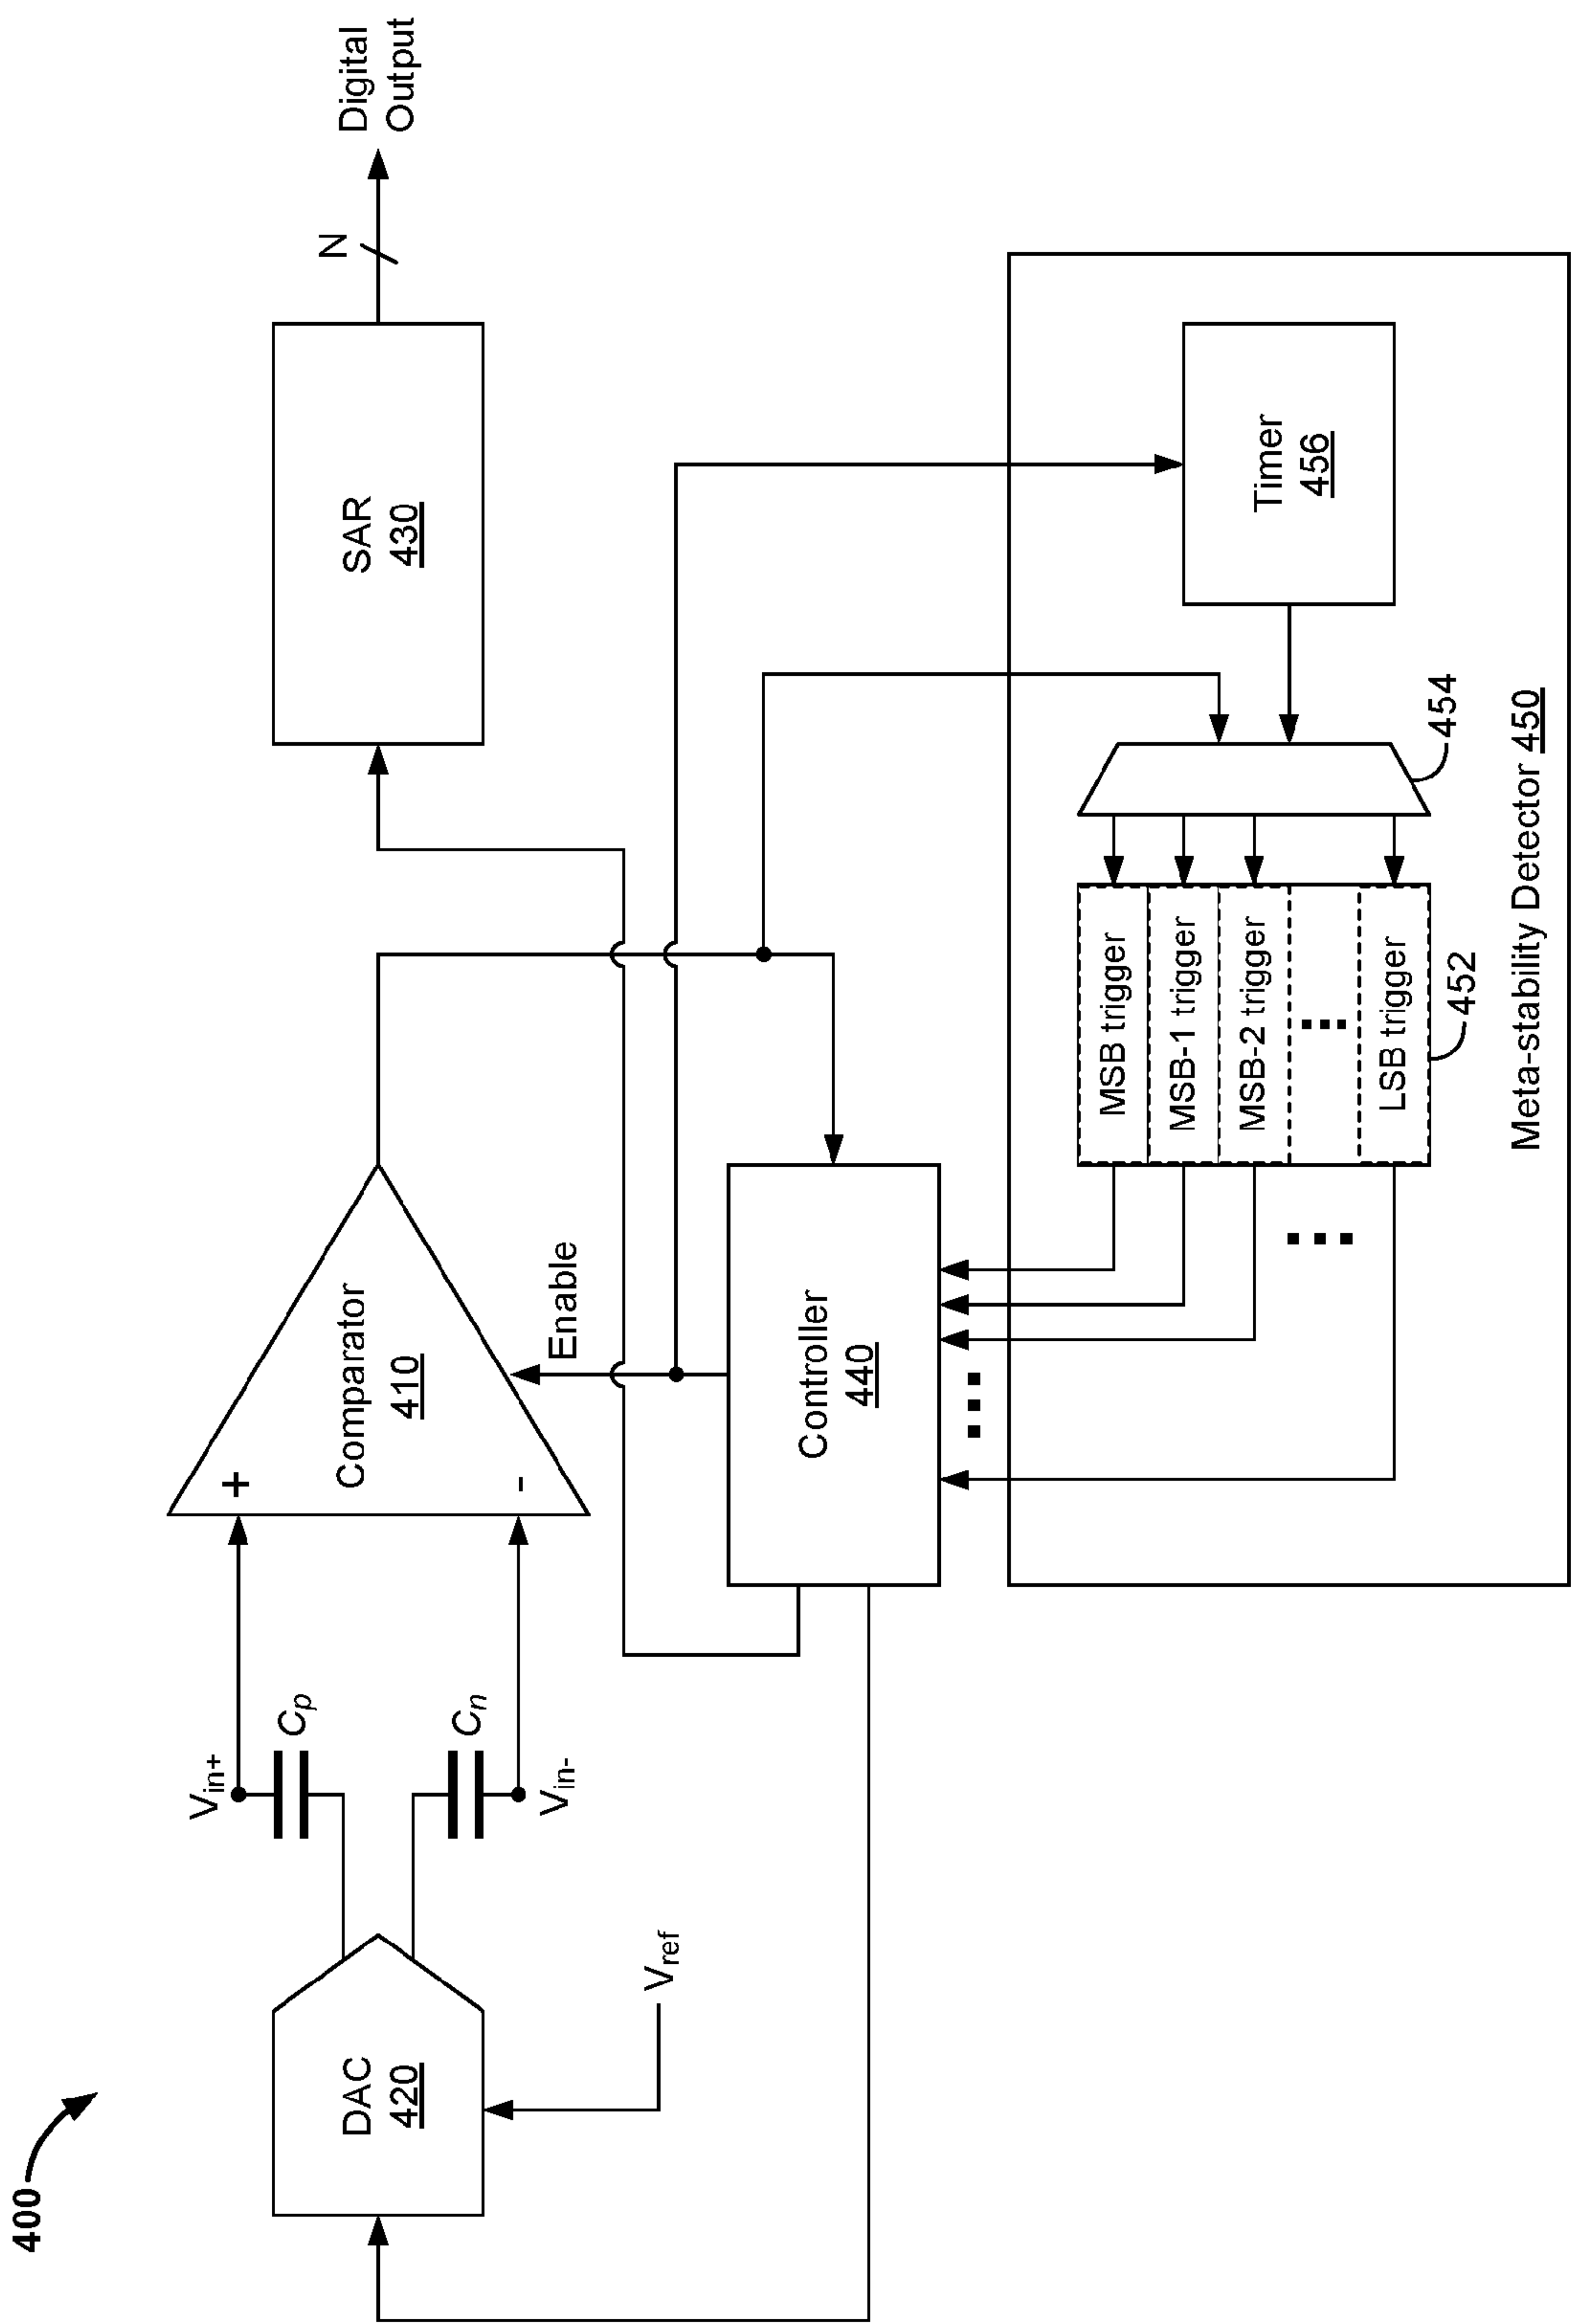 400
DAC
420
Vref
Vin+
Cp
Cn
Vin-
+
-
Comparator
410
Enable
SAR
430
N
Digital
Output
Controller
440
MSB trigger
MSB-1 trigger
MSB-2 trigger
LSB trigger
452
454
Timer
456
Meta-stability Detector 450